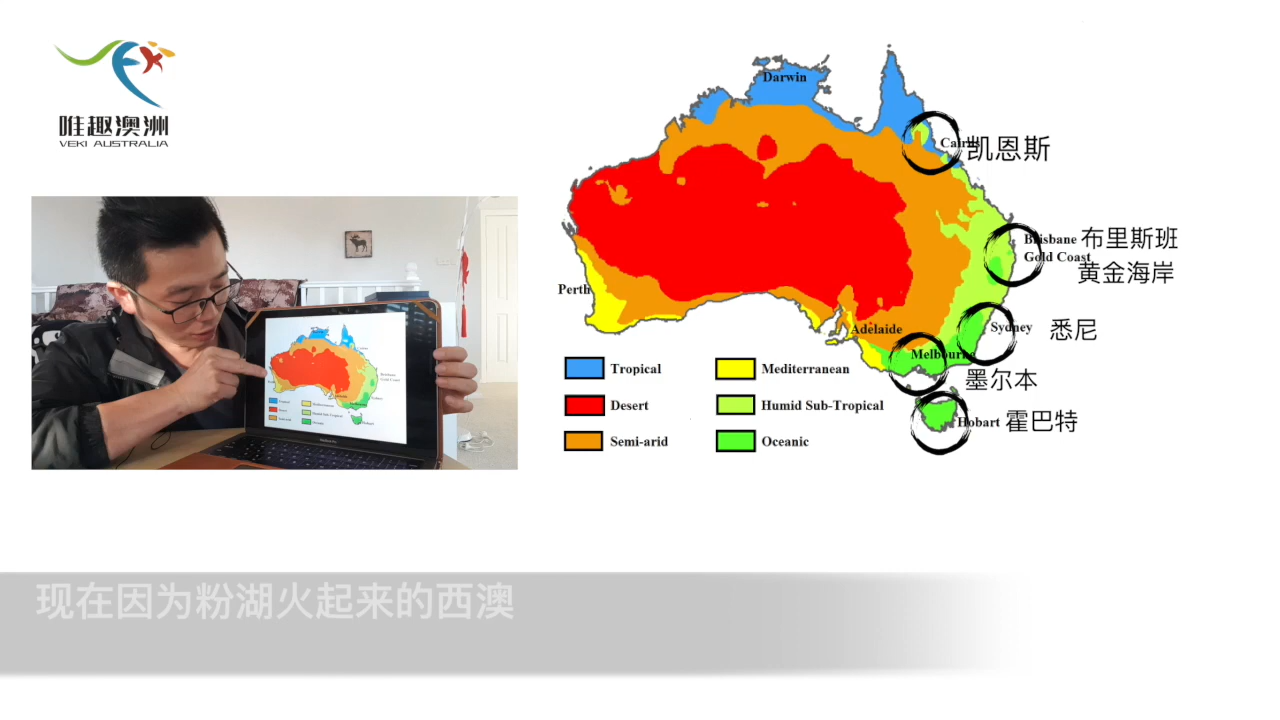 唯趣澳洲
VEKI AUSTRALIA
Darwin
Cairns 凯恩斯
Brisbane 布里斯班
Gold Coast
黄金海岸
Perth
Adelaide
Sydney 悉尼
Melbourne
墨尔本
Hobart 霍巴特
Tropical
Mediterranean
Desert
Humid Sub-Tropical
Semi-arid
Oceanic
现在因为粉湖火起来的西澳